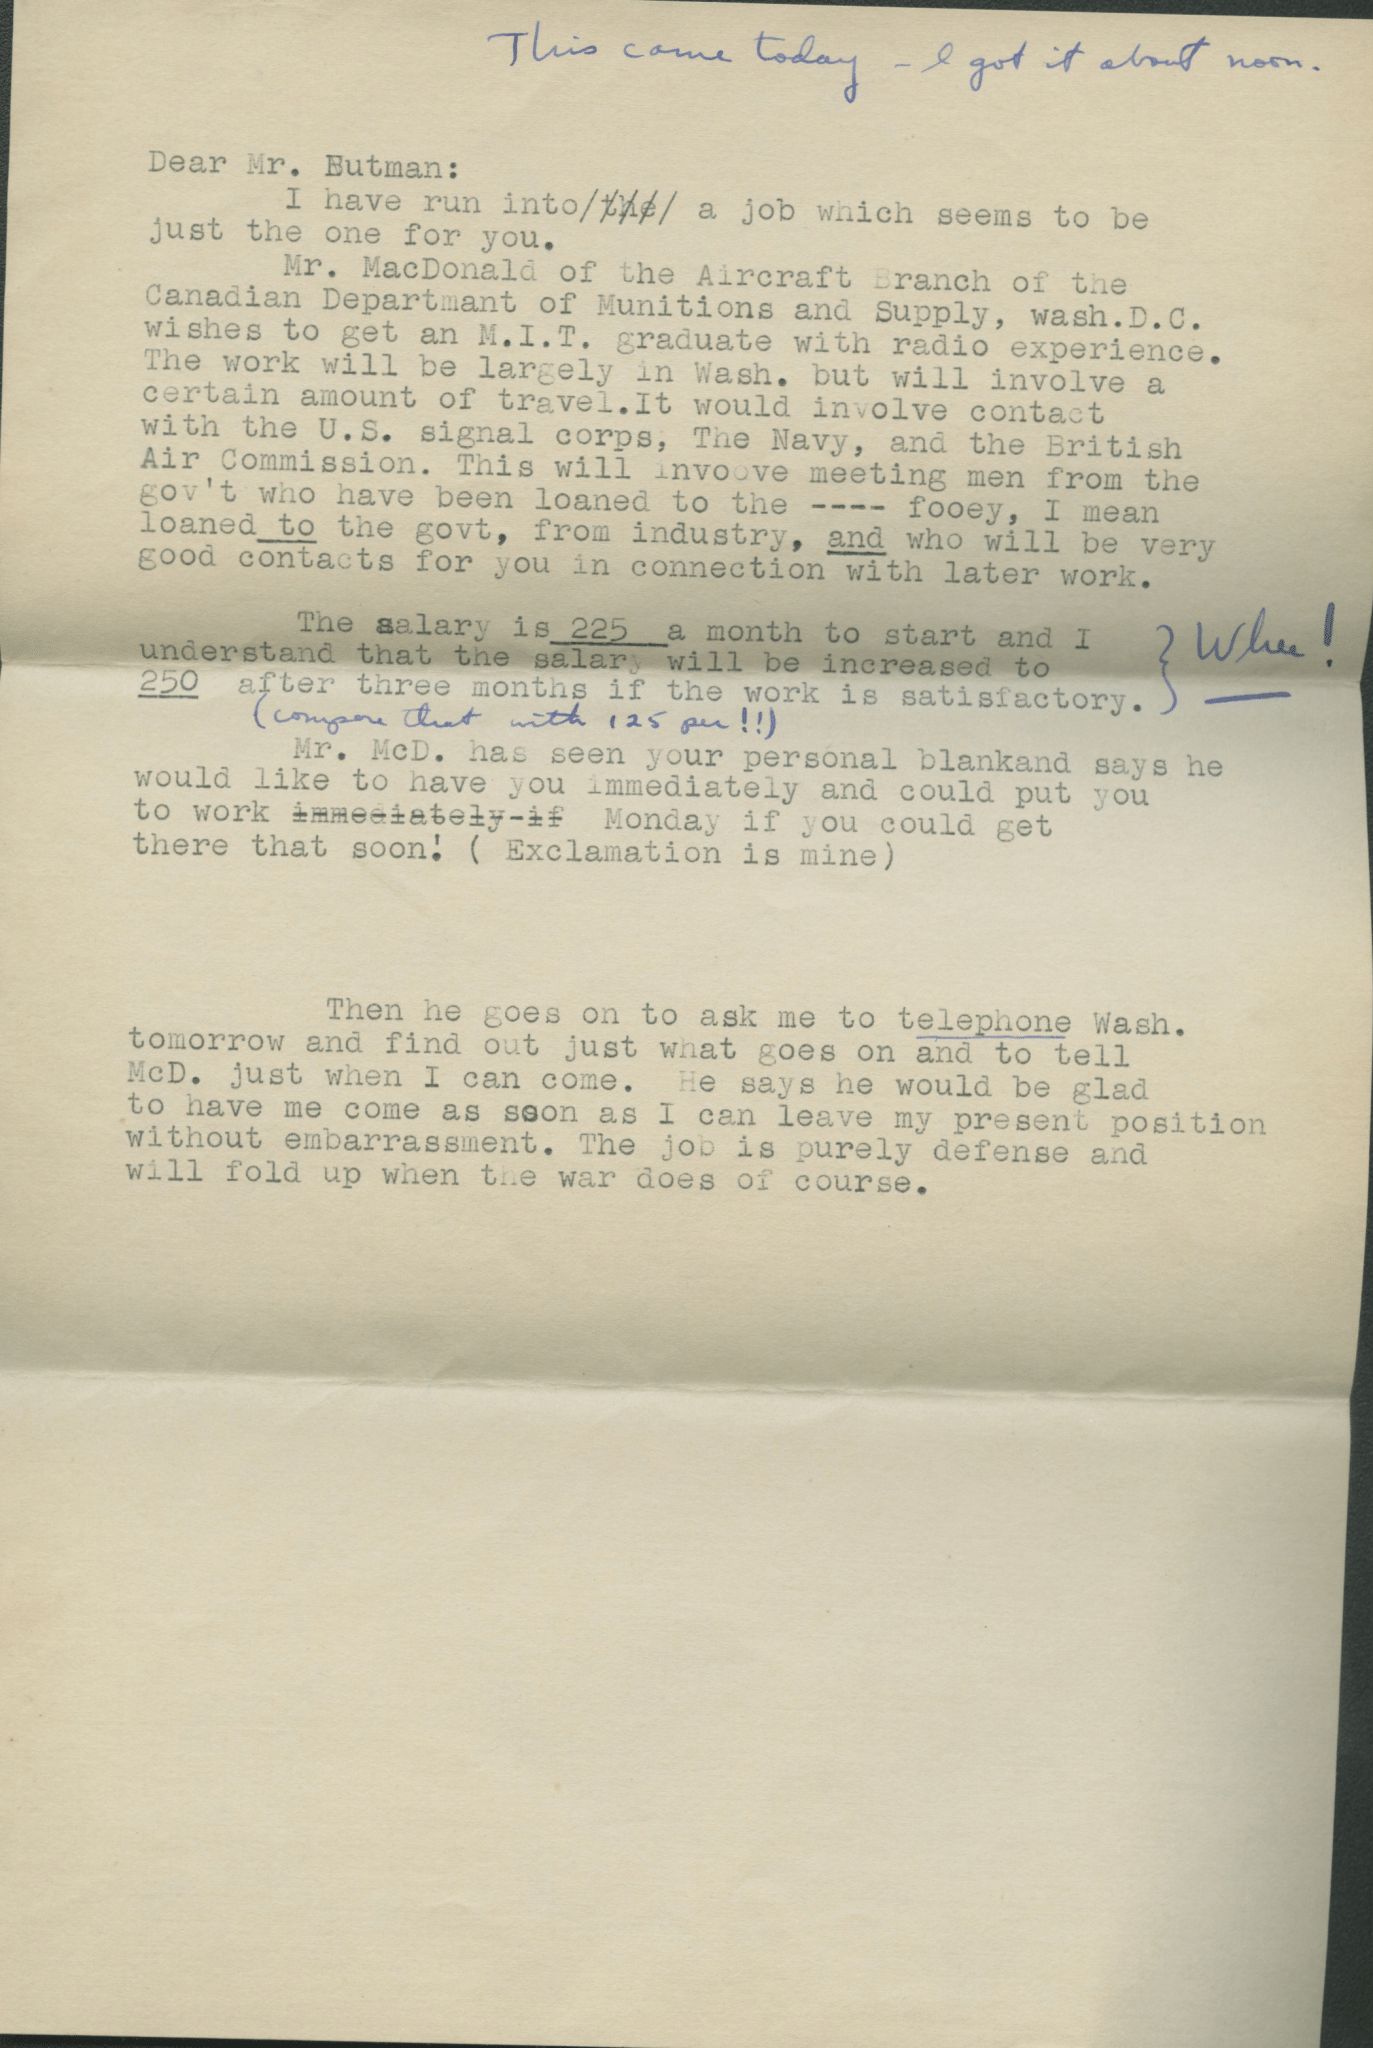 This came today - I got it about noon.
Dear Mr. Butman:
I have run into/the/ a job which seems to be
just the one for you.
Mr. MacDonald of the Aircraft Branch of the
Canadian Departmant of Munitions and Supply, wash.D.C.
wishes to get an M.I.T. graduate with radio experience.
The work will be largely in Wash. but will involve a
certain amount of travel.It would involve contact
with the U.S. signal corps, The Navy, and the British
Air Commission. This will invoove meeting men from the
gov't who have been loaned to the ---- fooey, I mean
loaned to the govt, from industry, and who will be very
good contacts for you in connection with later work.
The salary is 225 a month to start and I
understand that the salary will be increased to
250 after three months if the work is satisfactory. } Whee!
(compare that with 125 per!!)
Mr. McD. has seen your personal blankand says he
would like to have you immediately and could put you
to work immediately-if Monday if you could get
there that soon! ( Exclamation is mine)
Then he goes on to ask me to telephone Wash.
tomorrow and find out just what goes on and to tell
McD. just when I can come. He says he would be glad
to have me come as soon as I can leave my present position
without embarrassment. The job is purely defense and
will fold up when the war does of course.